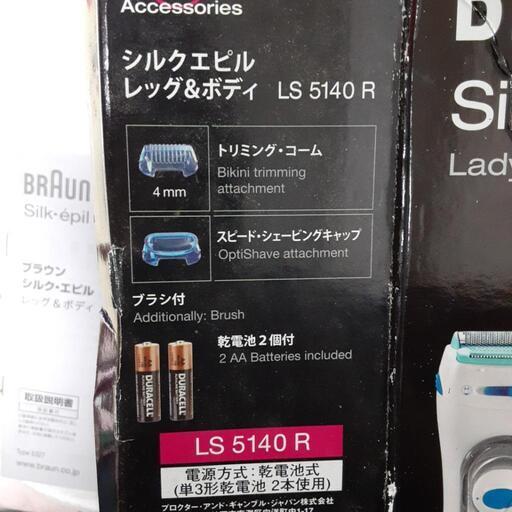 Accessories
シルクエピル
レッグ&ボディ LS 5140 R
トリミング・コーム
Bikini trimming
attachment
4 mm
スピード・シェービングキャップ
OptiShave attachment
ブラシ付
Additionally: Brush
乾電池2個付
2 AA Batteries included
DURACELL
DURACELL
LS 5140 R
電源方式:乾電池式
(単3形乾電池 2本使用)
プロクター・アンド・ギャンブル・ジャパン株式会社
BRAUN
Silk-épil
ブラウン
シルク・エピル
レッグ&ボディ
取扱説明書
Type 5327
www.braun.co.jp
Si
Lady